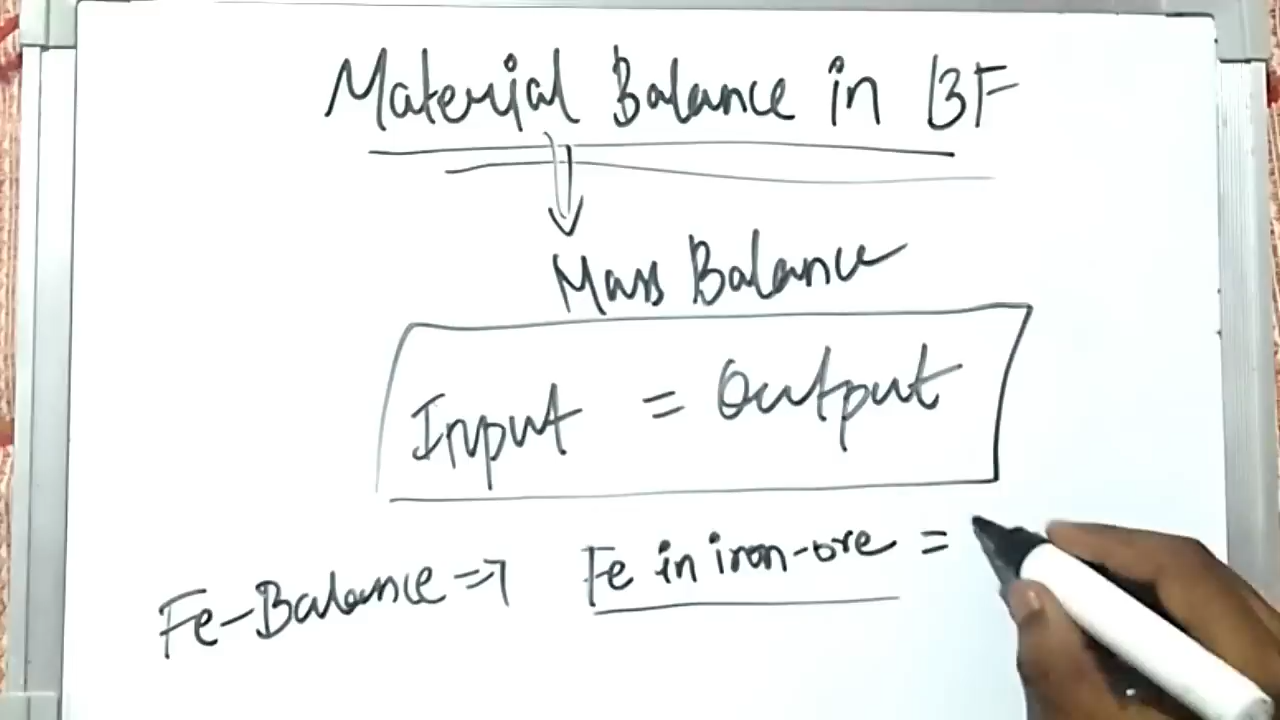 Material Balance in BF
Mass Balance
Input = Output
Fe-Balance ⇒ Fe in iron-ore =